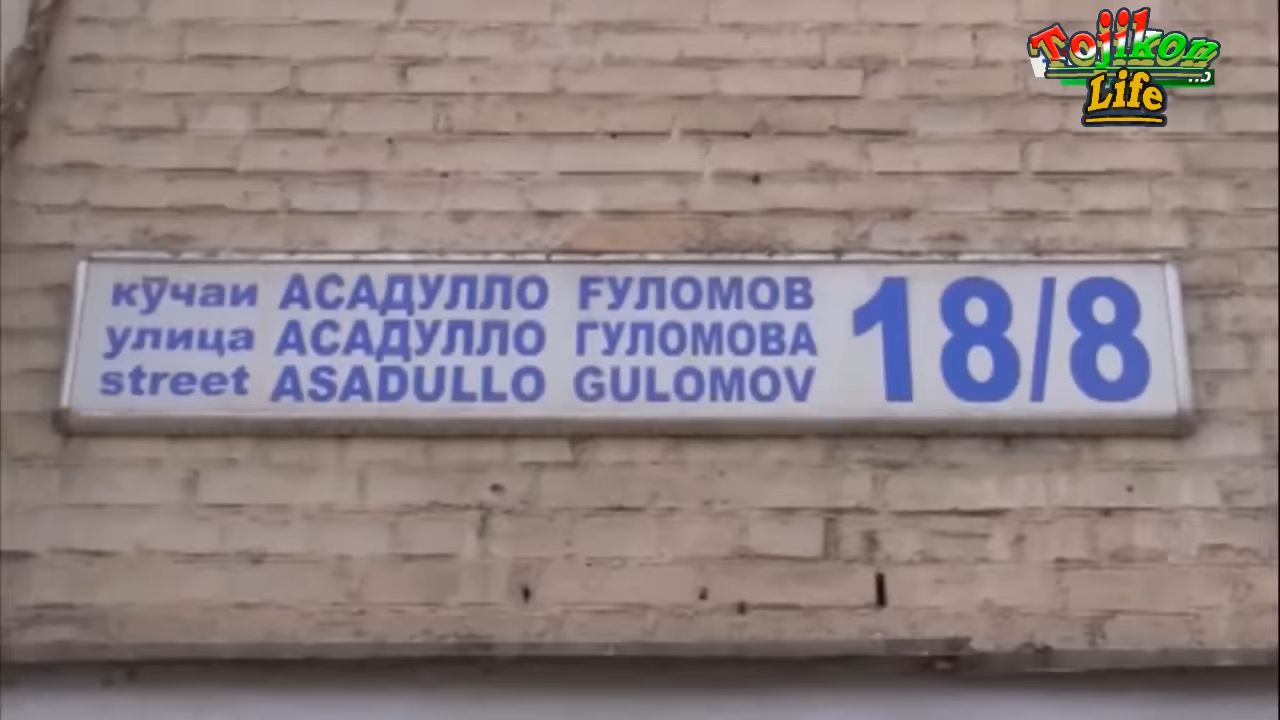 Tojikon
Life
кӯчаи АСАДУЛЛО ҒУЛОМОВ 18/8
улица АСАДУЛЛО ГУЛОМОВА
street ASADULLO GULOMOV